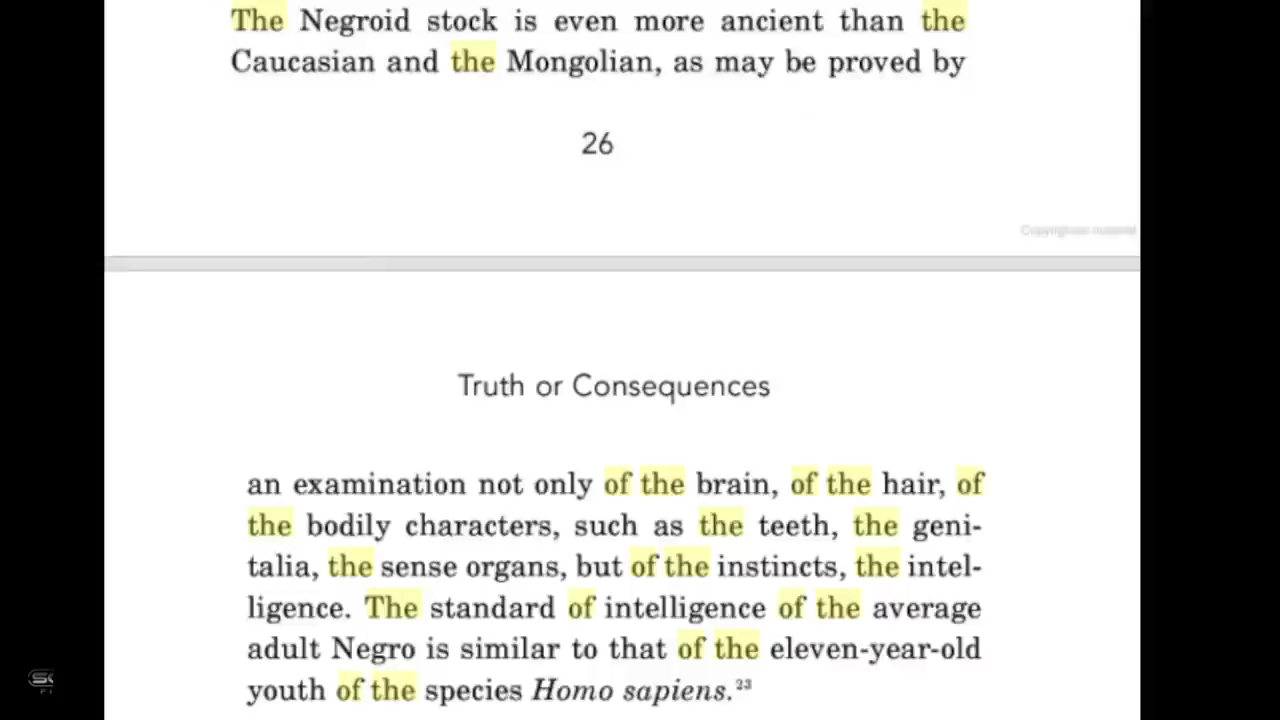 The Negroid stock is even more ancient than the
Caucasian and the Mongolian, as may be proved by
26
Copyrighted material
Truth or Consequences
an examination not only of the brain, of the hair, of
the bodily characters, such as the teeth, the geni-
talia, the sense organs, but of the instincts, the intel-
ligence. The standard of intelligence of the average
adult Negro is similar to that of the eleven-year-old
youth of the species Homo sapiens.23